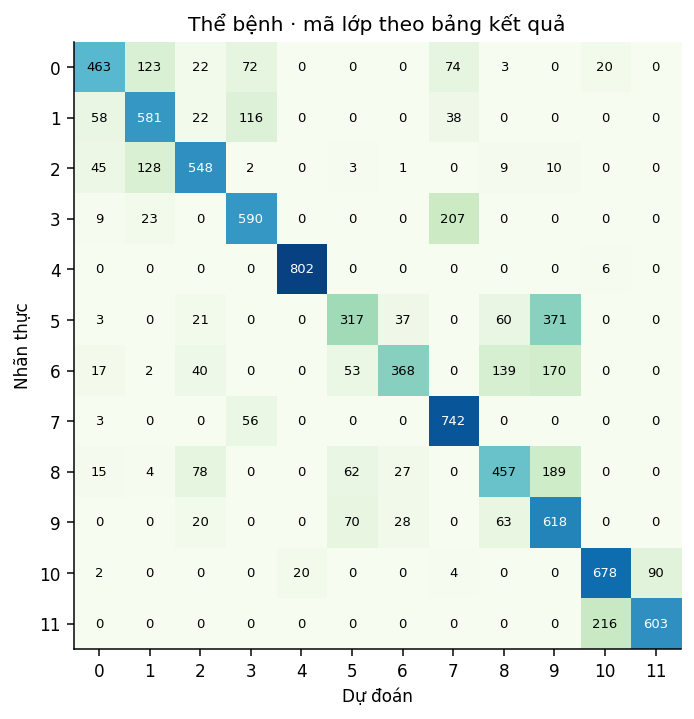 Thể bệnh · mã lớp theo bảng kết quả
0 463 123 22 72 0 0 0 74 3 0 20 0
1 58 581 22 116 0 0 0 38 0 0 0 0
2 45 128 548 2 0 3 1 0 9 10 0 0
3 9 23 0 590 0 0 0 207 0 0 0 0
4 0 0 0 0 802 0 0 0 0 0 6 0
5 3 0 21 0 0 317 37 0 60 371 0 0
6 17 2 40 0 0 53 368 0 139 170 0 0
7 3 0 0 56 0 0 0 742 0 0 0 0
8 15 4 78 0 0 62 27 0 457 189 0 0
9 0 0 20 0 0 70 28 0 63 618 0 0
10 2 0 0 0 20 0 0 4 0 0 678 90
11 0 0 0 0 0 0 0 0 0 0 216 603
0 1 2 3 4 5 6 7 8 9 10 11
Dự đoán
Nhãn thực